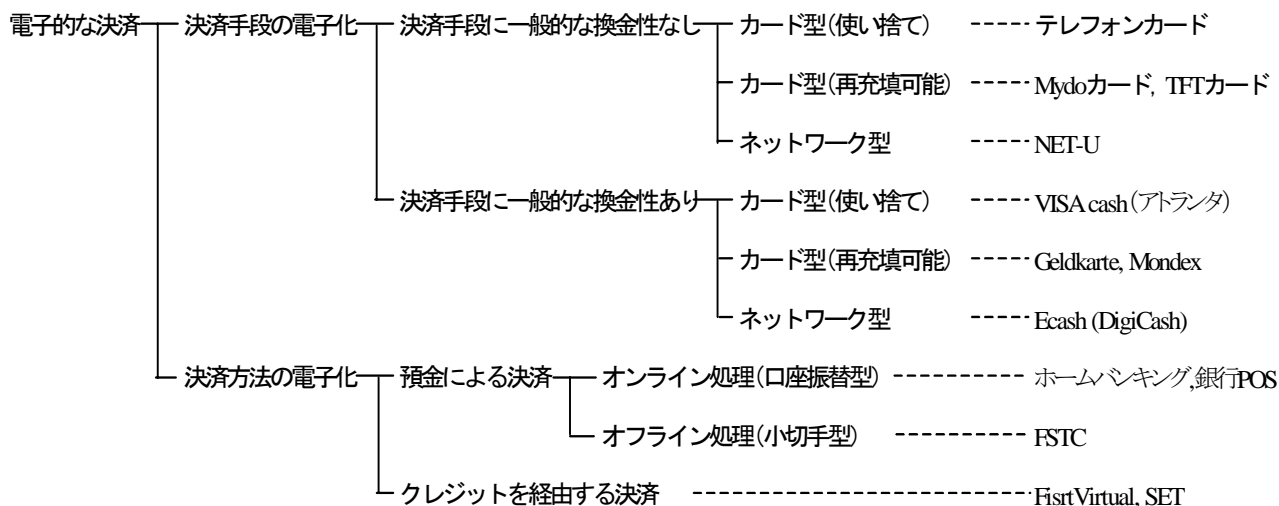 電子的な決済 決済手段の電子化 決済手段に一般的な換金性なし カード型(使い捨て) テレフォンカード
カード型(再充填可能) Mydoカード, TFTカード
ネットワーク型 NET-U
決済手段に一般的な換金性あり カード型(使い捨て) VISA cash(アトランタ)
カード型(再充填可能) Geldkarte, Mondex
ネットワーク型 Ecash (DigiCash)
決済方法の電子化 預金による決済 オンライン処理(口座振替型) ホームバンキング,銀行POS
オフライン処理(小切手型) FSTC
クレジットを経由する決済 FisrtVirtual, SET